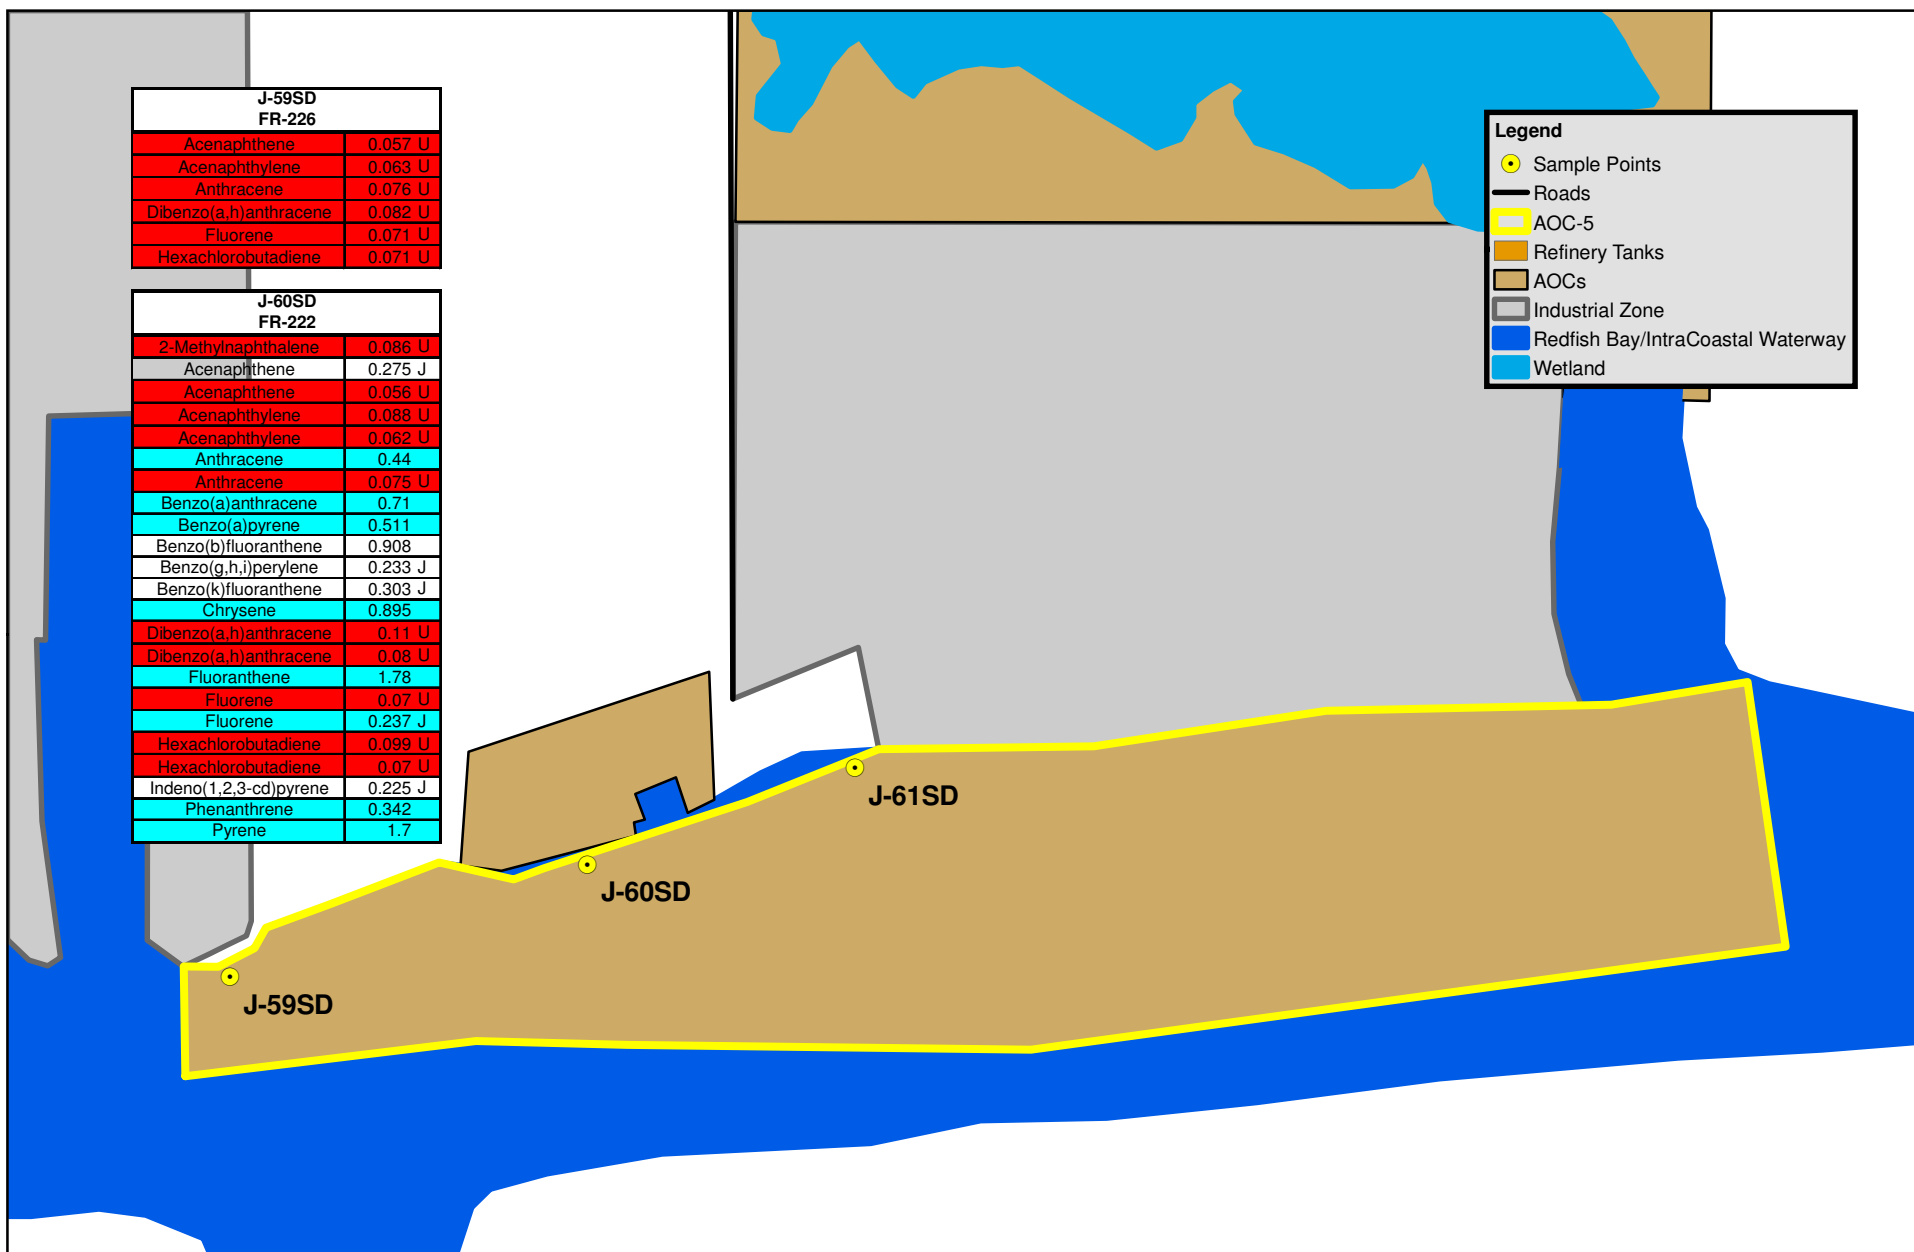 J-59SD
FR-226
Acenaphthene 0.057 U
Acenaphthylene 0.063 U
Anthracene 0.076 U
Dibenzo(a,h)anthracene 0.082 U
Fluorene 0.071 U
Hexachlorobutadiene 0.071 U
J-60SD
FR-222
2-Methylnaphthalene 0.086 U
Acenaphthene 0.275 J
Acenaphthene 0.056 U
Acenaphthylene 0.088 U
Acenaphthylene 0.062 U
Anthracene 0.44
Anthracene 0.075 U
Benzo(a)anthracene 0.71
Benzo(a)pyrene 0.511
Benzo(b)fluoranthene 0.908
Benzo(g,h,i)perylene 0.233 J
Benzo(k)fluoranthene 0.303 J
Chrysene 0.895
Dibenzo(a,h)anthracene 0.11 U
Dibenzo(a,h)anthracene 0.08 U
Fluoranthene 1.78
Fluorene 0.07 U
Fluorene 0.237 J
Hexachlorobutadiene 0.099 U
Hexachlorobutadiene 0.07 U
Indeno(1,2,3-cd)pyrene 0.225 J
Phenanthrene 0.342
Pyrene 1.7
Legend
Sample Points
Roads
AOC-5
Refinery Tanks
AOCs
Industrial Zone
Redfish Bay/IntraCoastal Waterway
Wetland
J-61SD
J-60SD
J-59SD